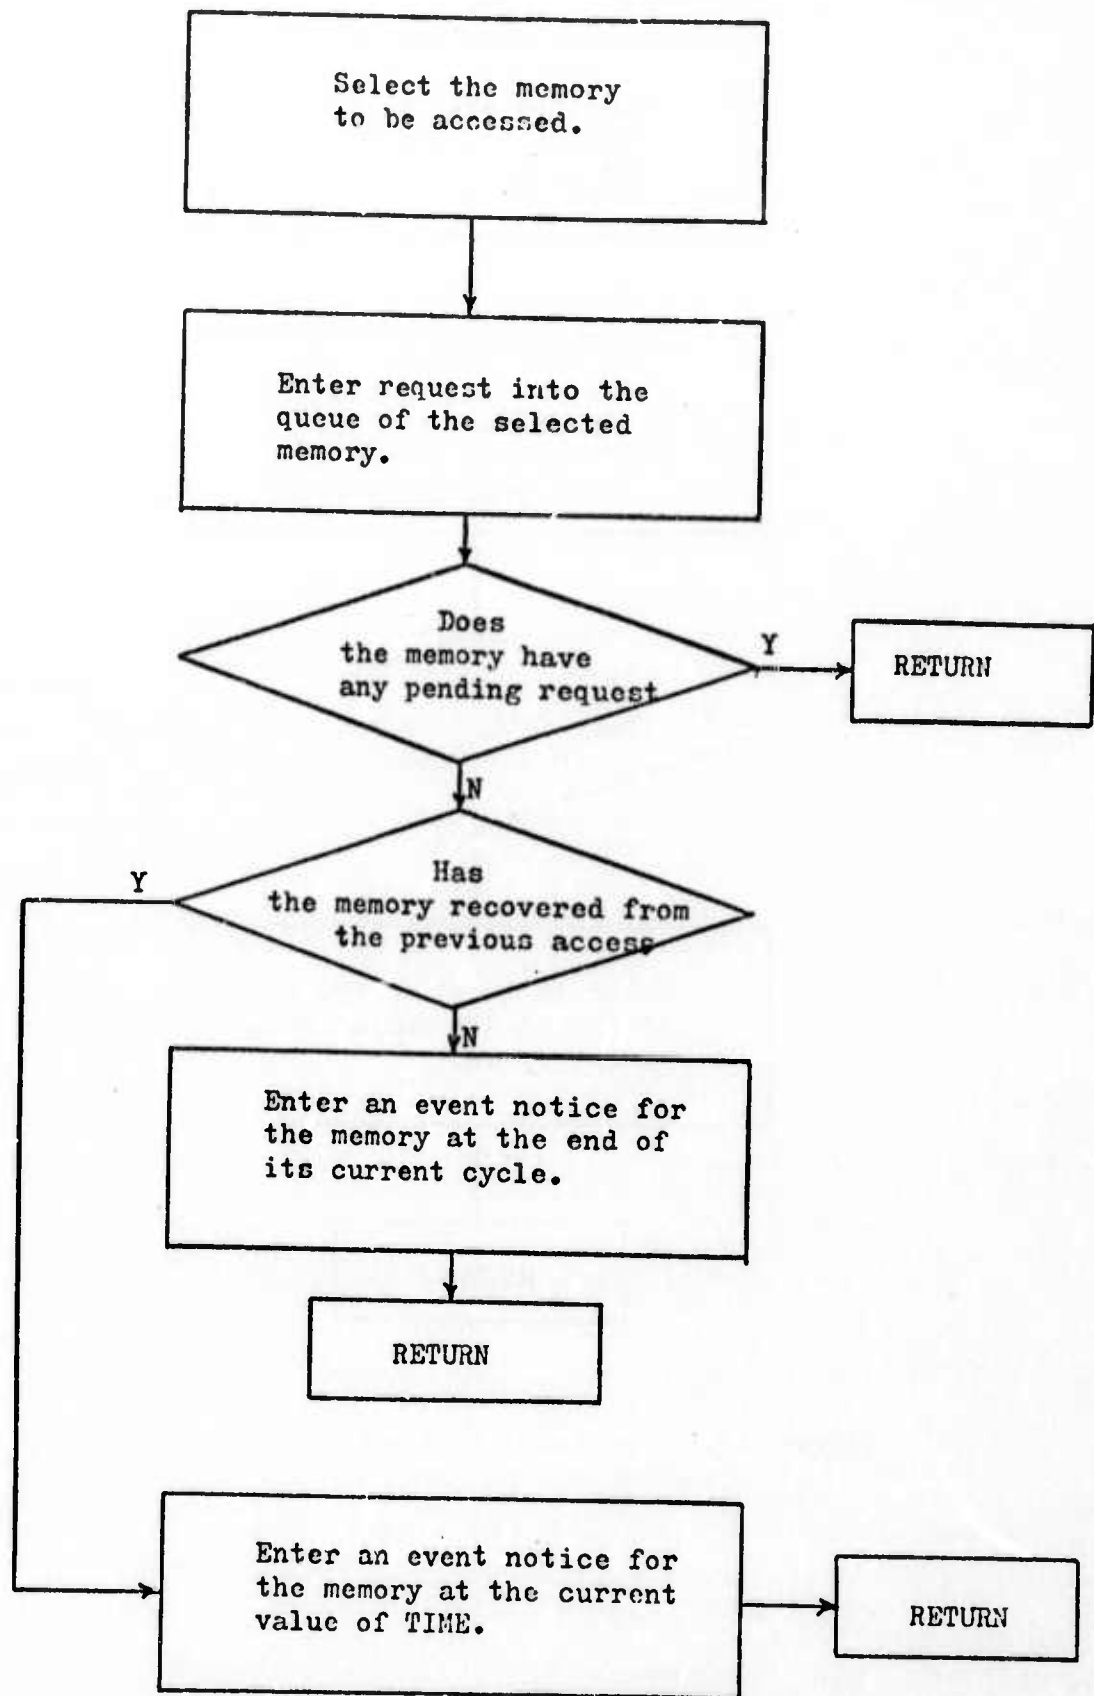 Select the memory
to be accessed.
Enter request into the
queue of the selected
memory.
Does
the memory have
any pending request
Y
RETURN
N
Has
the memory recovered from
the previous access
Y
N
Enter an event notice for
the memory at the end of
its current cycle.
RETURN
Enter an event notice for
the memory at the current
value of TIME.
RETURN